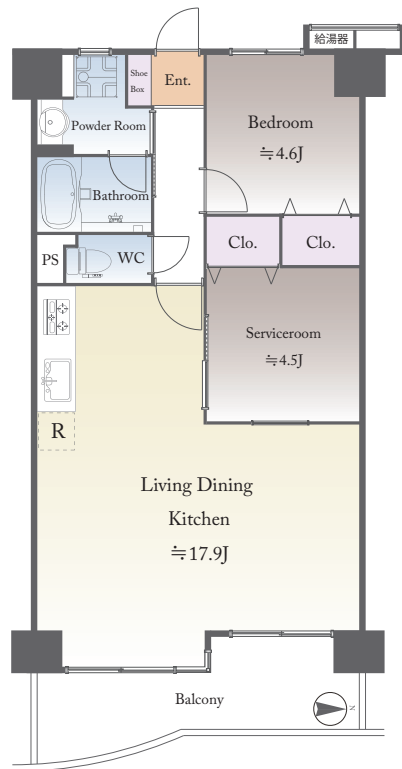 給湯器
Shoe
Box
Ent.
Powder Room
Bedroom
≒4.6J
Bathroom
Clo.
Clo.
PS
WC
Serviceroom
≒4.5J
R
Living Dining
Kitchen
≒17.9J
Balcony
N